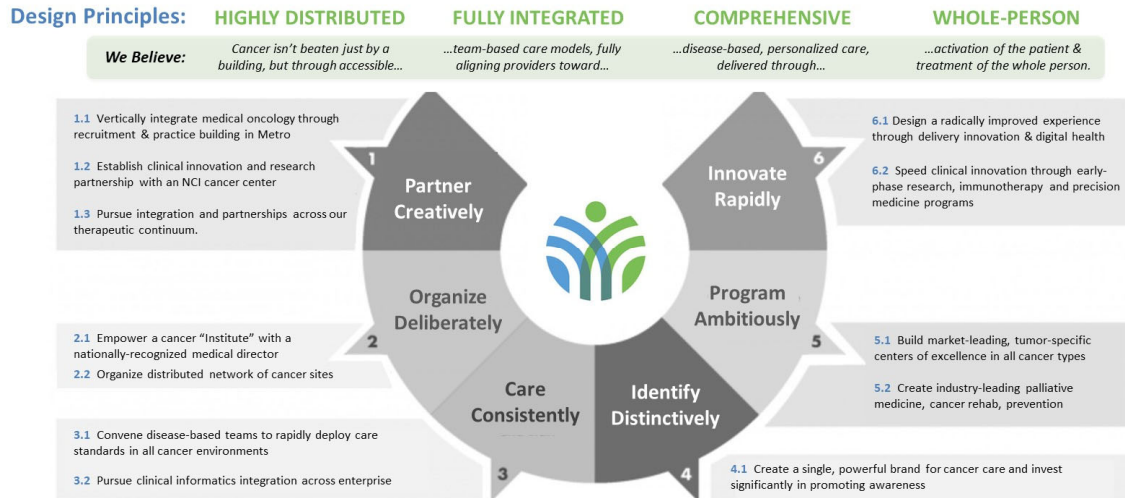 Design Principles:
HIGHLY DISTRIBUTED
FULLY INTEGRATED
COMPREHENSIVE
WHOLE-PERSON
We Believe:
Cancer isn't beaten just by a
building, but through accessible…
…team-based care models, fully
aligning providers toward…
…disease-based, personalized care,
delivered through…
…activation of the patient &
treatment of the whole person.
1.1 Vertically integrate medical oncology through
recruitment & practice building in Metro
1.2 Establish clinical innovation and research
partnership with an NCI cancer center
1.3 Pursue integration and partnerships across our
therapeutic continuum.
1
Partner
Creatively
2.1 Empower a cancer “Institute” with a
nationally-recognized medical director
2.2 Organize distributed network of cancer sites
2
Organize
Deliberately
3.1 Convene disease-based teams to rapidly deploy care
standards in all cancer environments
3.2 Pursue clinical informatics integration across enterprise
3
Care
Consistently
4
Identify
Distinctively
4.1 Create a single, powerful brand for cancer care and invest
significantly in promoting awareness
5
Program
Ambitiously
5.1 Build market-leading, tumor-specific
centers of excellence in all cancer types
5.2 Create industry-leading palliative
medicine, cancer rehab, prevention
6
Innovate
Rapidly
6.1 Design a radically improved experience
through delivery innovation & digital health
6.2 Speed clinical innovation through early-
phase research, immunotherapy and precision
medicine programs